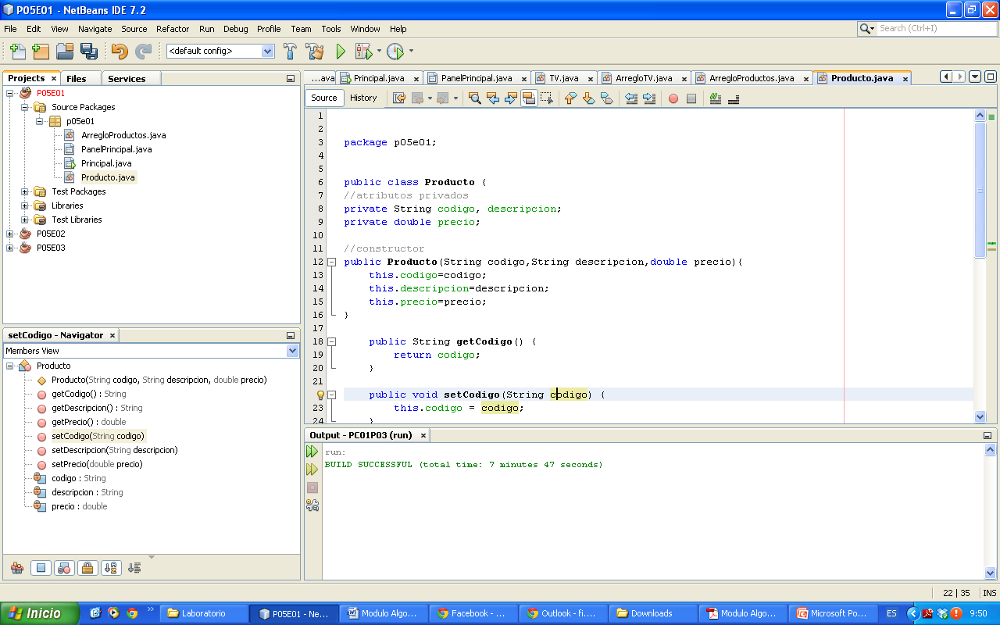 P05E01 - NetBeans IDE 7.2
File Edit View Navigate Source Refactor Run Debug Profile Team Tools Window Help
Search (Ctrl+I)
<default config>
Projects Files Services
P05E01
Source Packages
p05e01
ArregloProductos.java
PanelPrincipal.java
Principal.java
Producto.java
Test Packages
Libraries
Test Libraries
P05E02
P05E03
setCodigo - Navigator
Members View
Producto
Producto(String codigo, String descripcion, double precio)
getCodigo() : String
getDescripcion() : String
getPrecio() : double
setCodigo(String codigo)
setDescripcion(String descripcion)
setPrecio(double precio)
codigo : String
descripcion : String
precio : double
...ava Principal.java PanelPrincipal.java TV.java ArregloTV.java ArregloProductos.java Producto.java
Source History
1
2
3 package p05e01;
4
5
6 public class Producto {
7 //atributos privados
8 private String codigo, descripcion;
9 private double precio;
10
11 //constructor
12 public Producto(String codigo,String descripcion,double precio){
13 this.codigo=codigo;
14 this.descripcion=descripcion;
15 this.precio=precio;
16 }
17
18 public String getCodigo() {
19 return codigo;
20 }
21
public void setCodigo(String codigo) {
23 this.codigo = codigo;
24 }
Output - PC01P03 (run)
run:
BUILD SUCCESSFUL (total time: 7 minutes 47 seconds)
22 | 35 INS
Inicio Laboratorio P05E01 - Ne... Modulo Algo... Facebook - ... Outlook - fi.... Downloads Modulo Algo... Microsoft Po... ES 9:50